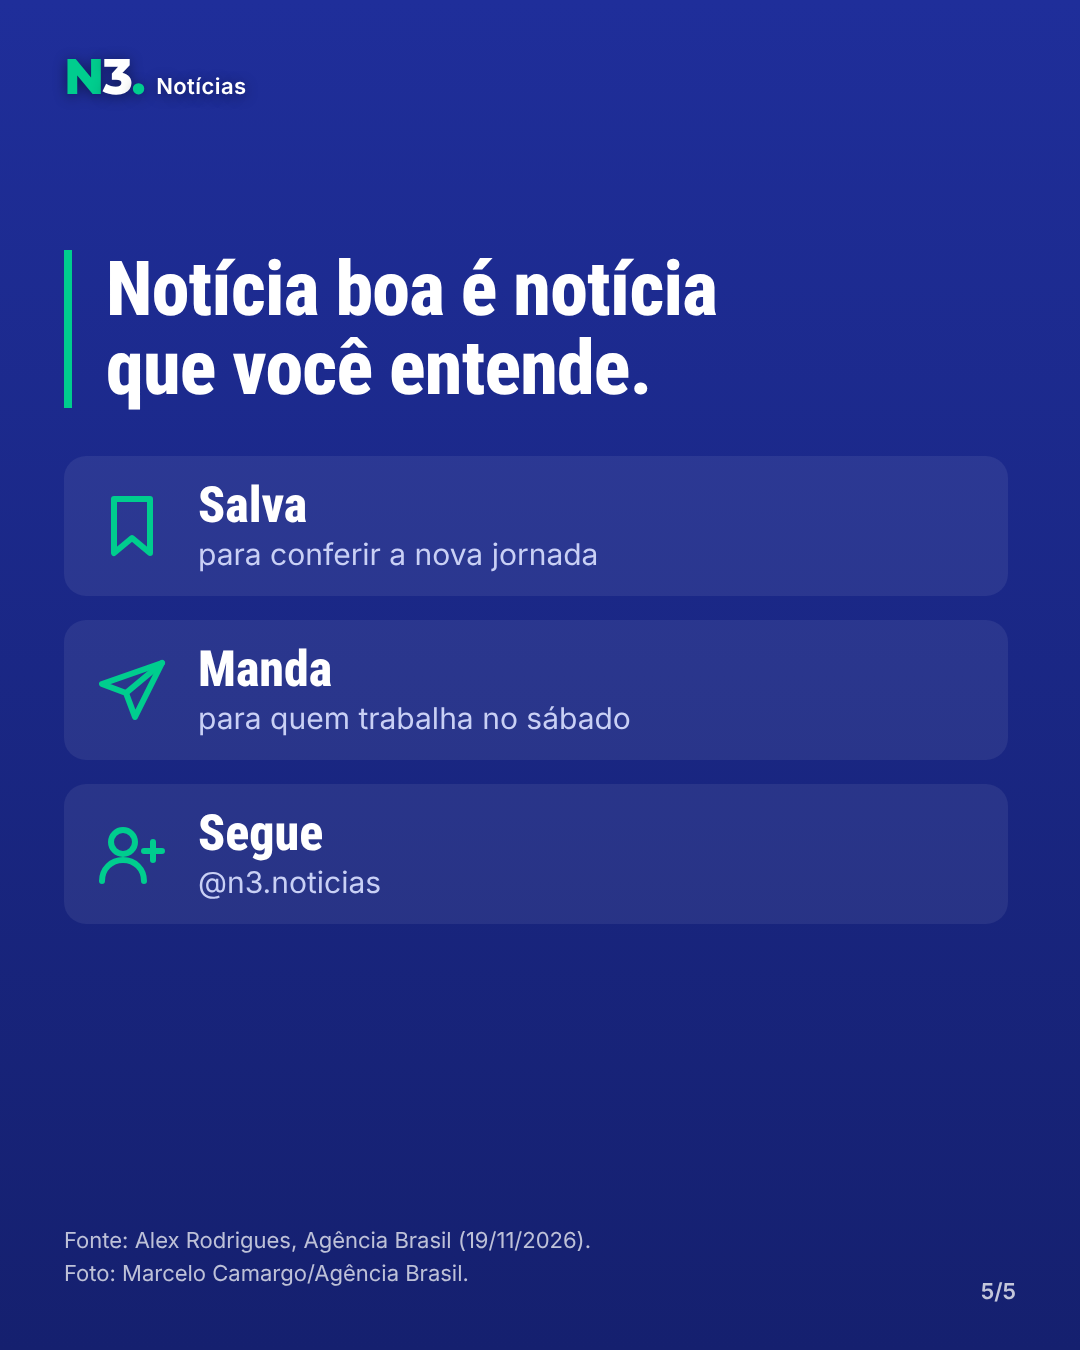 N3. Notícias
Notícia boa é notícia
que você entende.
Salva
para conferir a nova jornada
Manda
para quem trabalha no sábado
Segue
@n3.noticias
Fonte: Alex Rodrigues, Agência Brasil (19/11/2026).
Foto: Marcelo Camargo/Agência Brasil.
5/5